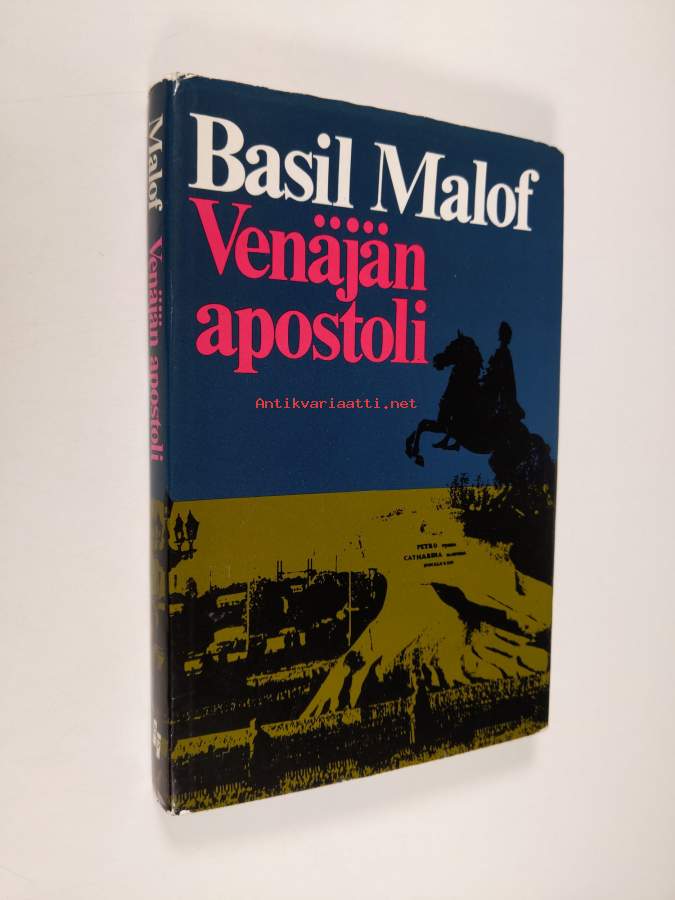 Basil Malof
Venäjän
apostoli
Antikvariaatti.net
PETRO
CATHARINA
Malof Venäjän apostoli